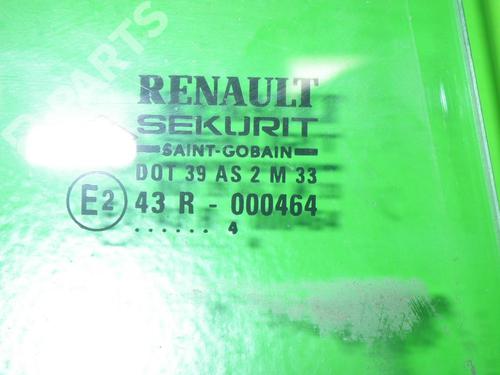 RENAULT
SEKURIT
SAINT-GOBAIN
DOT 39 AS 2 M 33
E2 43 R - 000464
...... 4